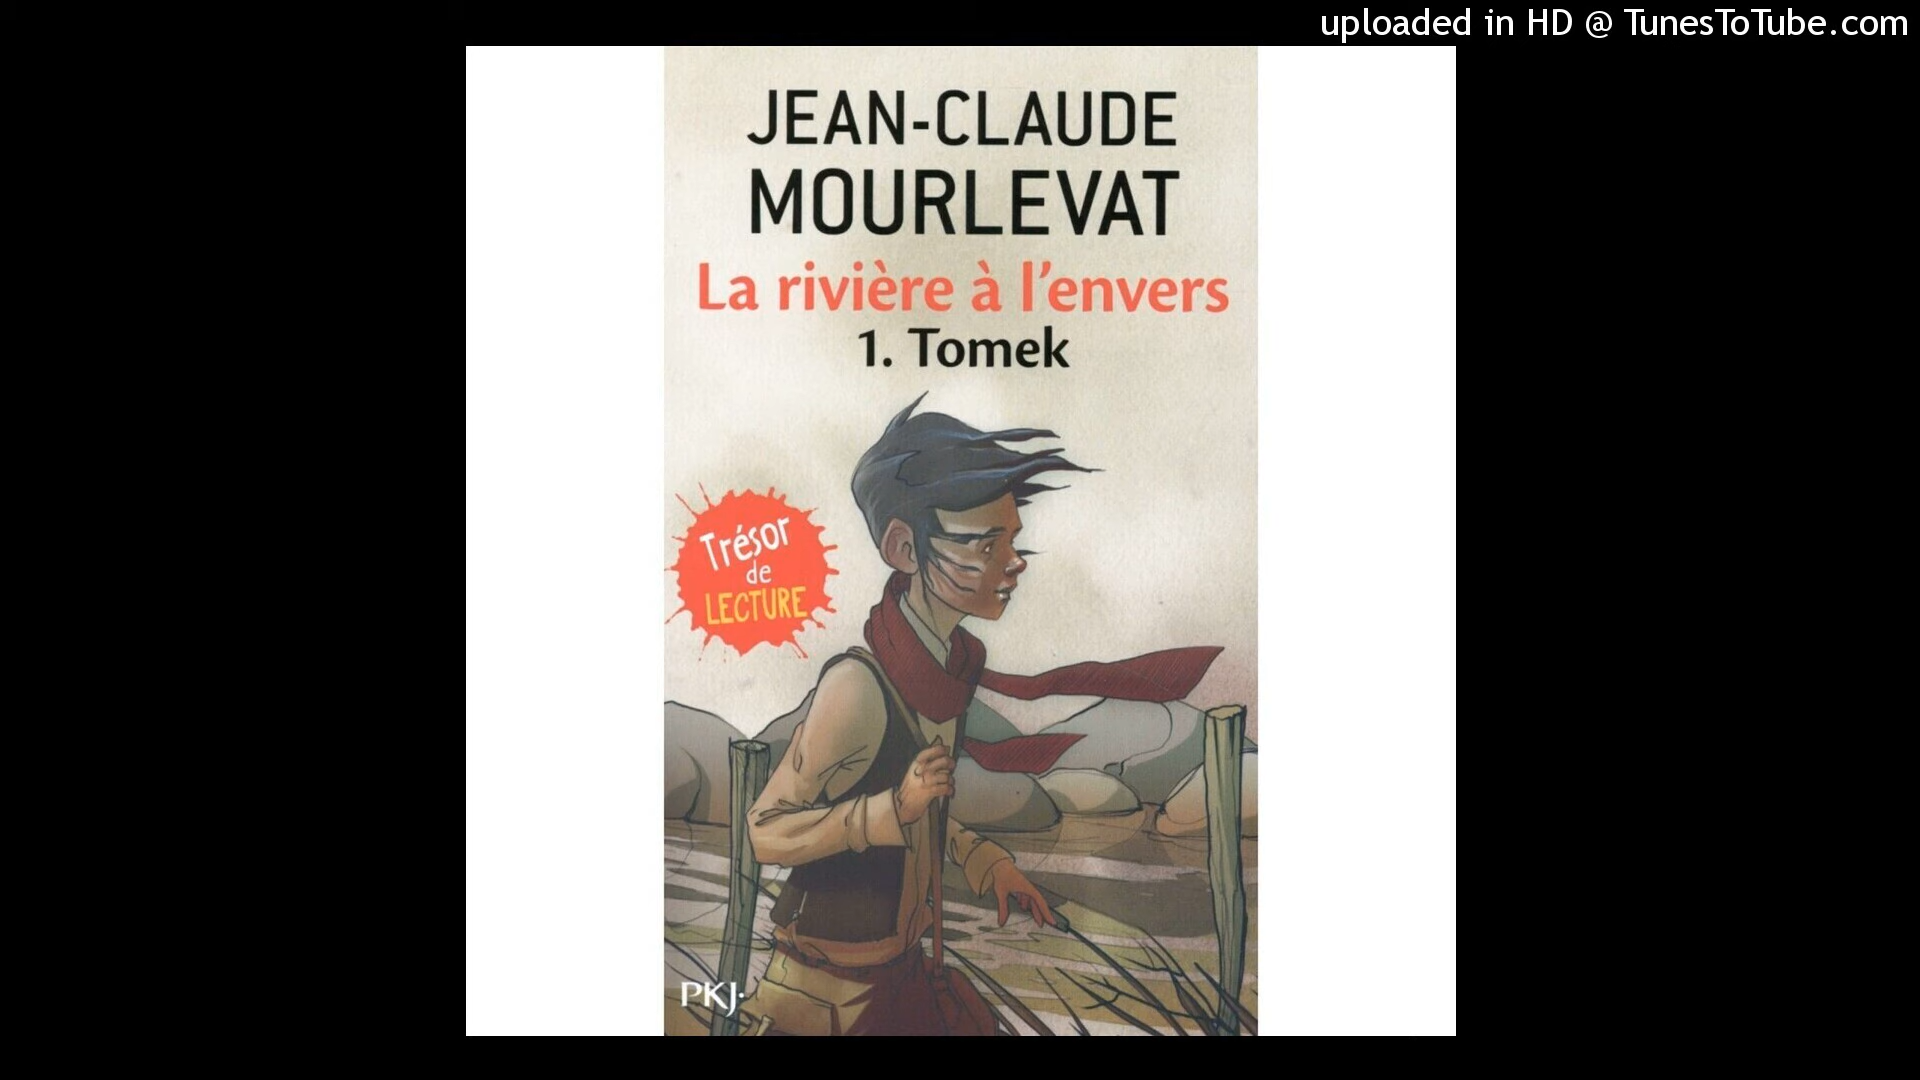 uploaded in HD @ TunesToTube.com
JEAN-CLAUDE
MOURLEVAT
La rivière à l'envers
1. Tomek
Trésor
de
LECTURE
PKJ·